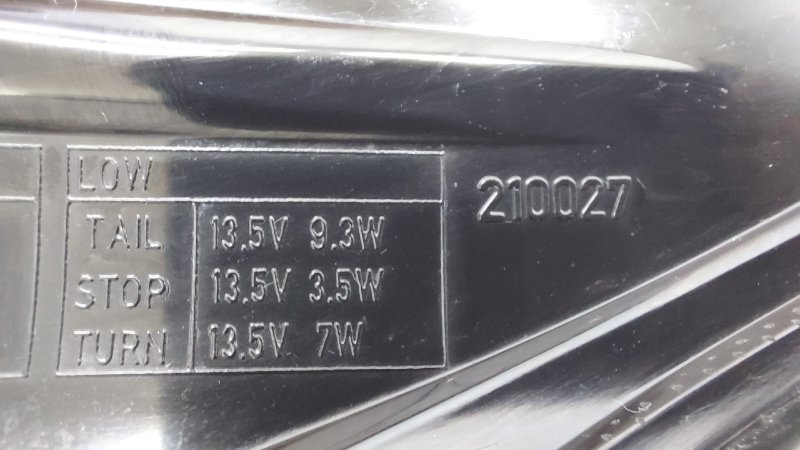 LOW
TAIL 13.5V 9.3W
STOP 13.5V 3.5W
TURN 13.5V 7W
210027